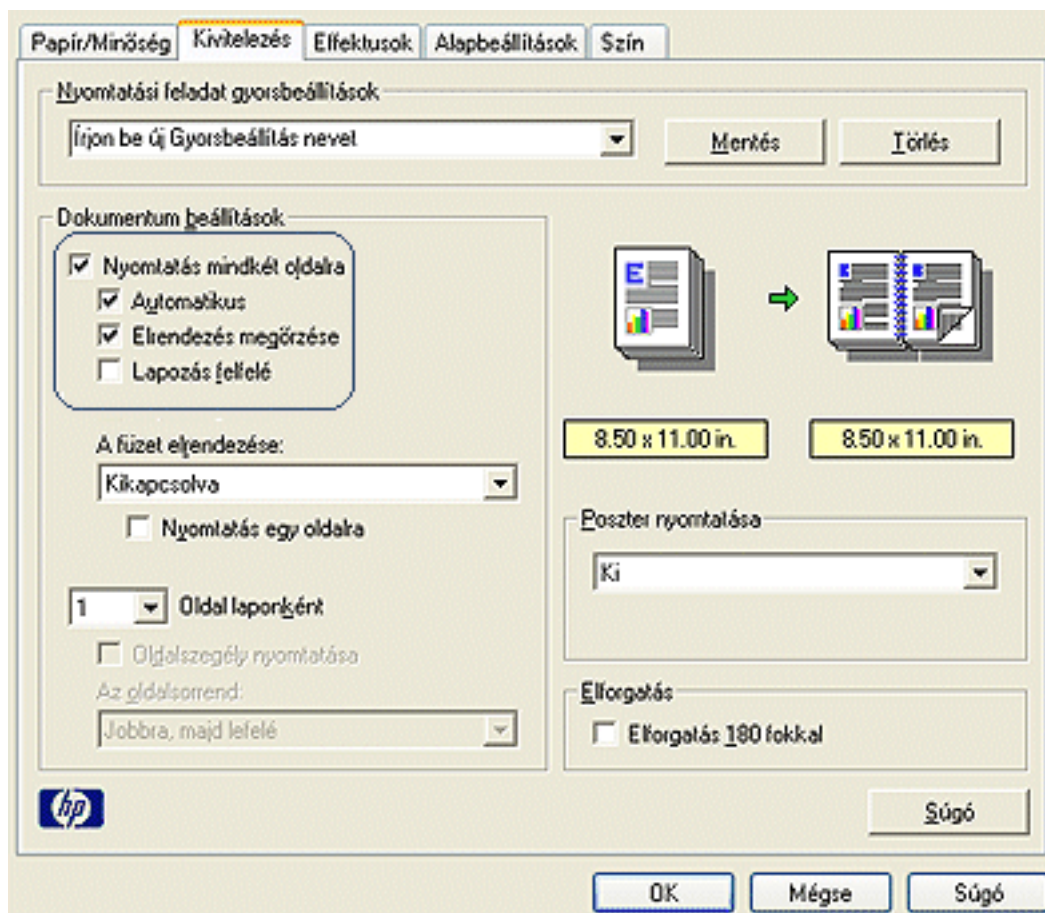 Papír/Minőség Kivitelezés Effektusok Alapbeállítások Szín
Nyomtatási feladat gyorsbeállítások
Írjon be új Gyorsbeállítás nevet Mentés Törlés
Dokumentum beállítások
Nyomtatás mindkét oldalra
Automatikus
Elrendezés megőrzése
Lapozás felfelé
8.50 x 11.00 in. 8.50 x 11.00 in.
A füzet elrendezése:
Kikapcsolva
Nyomtatás egy oldalra
Poszter nyomtatása
Ki
1 Oldal laponként
Oldalszegély nyomtatása
Az oldalsorrend:
Jobbra, majd lefelé
Elforgatás
Elforgatás 180 fokkal
hp
Súgó
OK Mégse Súgó